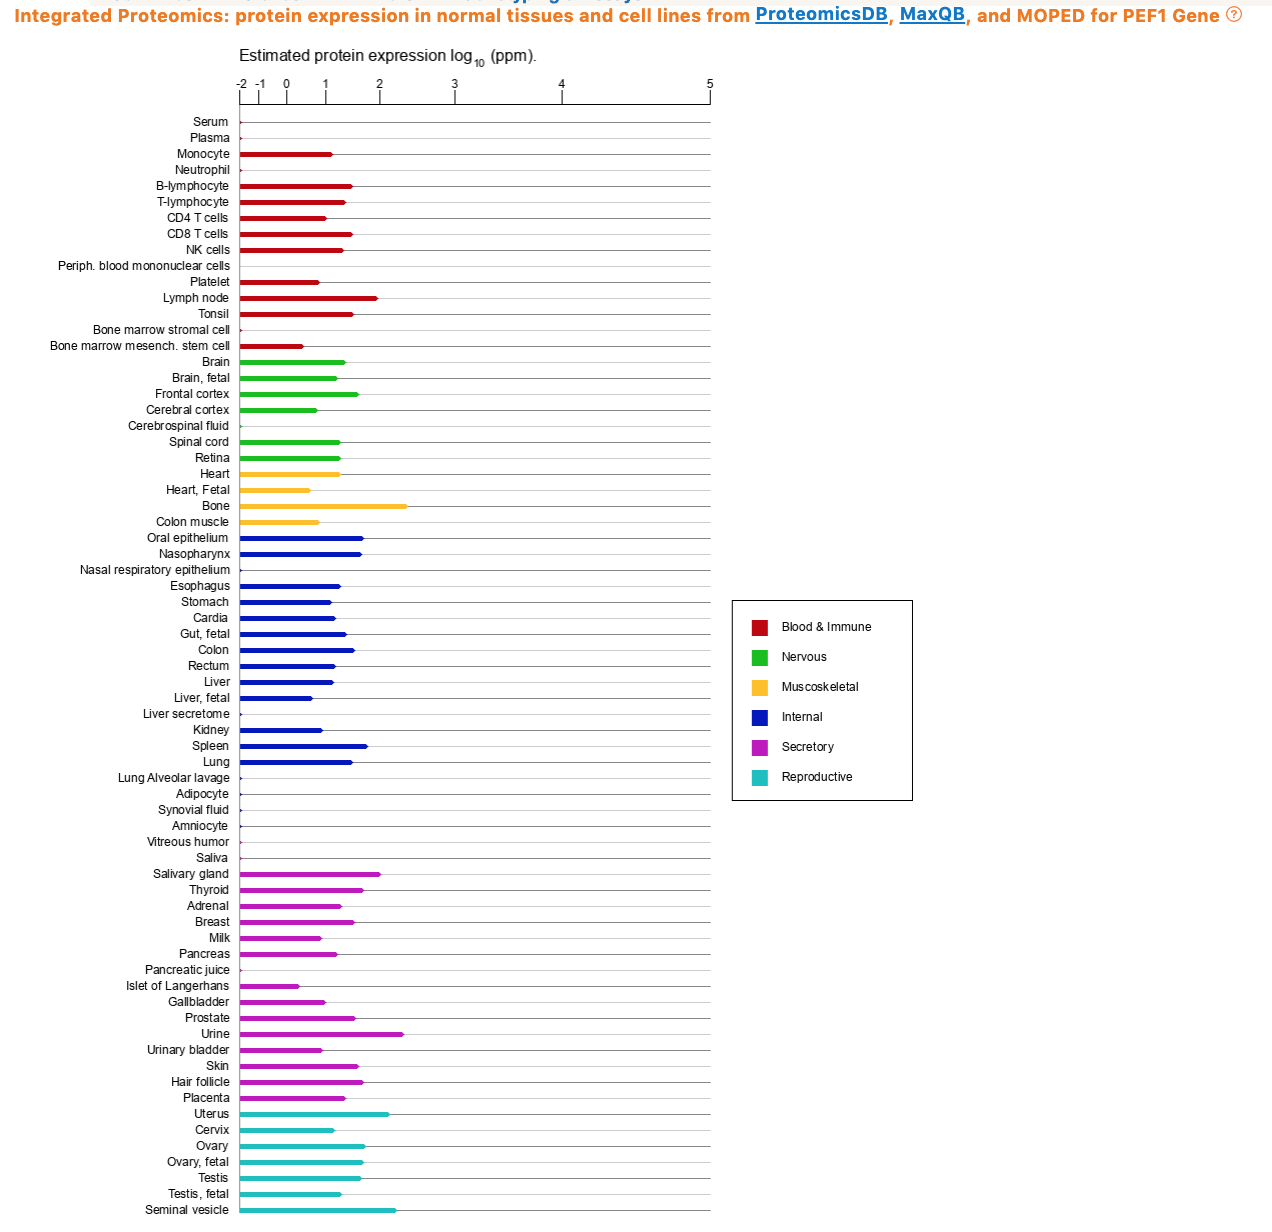 Integrated Proteomics: protein expression in normal tissues and cell lines from ProteomicsDB, MaxQB, and MOPED for PEF1 Gene ?
Estimated protein expression log10 (ppm).
-2 -1 0 1 2 3 4 5
Serum
Plasma
Monocyte
Neutrophil
B-lymphocyte
T-lymphocyte
CD4 T cells
CD8 T cells
NK cells
Periph. blood mononuclear cells
Platelet
Lymph node
Tonsil
Bone marrow stromal cell
Bone marrow mesench. stem cell
Brain
Brain, fetal
Frontal cortex
Cerebral cortex
Cerebrospinal fluid
Spinal cord
Retina
Heart
Heart, Fetal
Bone
Colon muscle
Oral epithelium
Nasopharynx
Nasal respiratory epithelium
Esophagus
Stomach
Cardia
Gut, fetal
Colon
Rectum
Liver
Liver, fetal
Liver secretome
Kidney
Spleen
Lung
Lung Alveolar lavage
Adipocyte
Synovial fluid
Amniocyte
Vitreous humor
Saliva
Salivary gland
Thyroid
Adrenal
Breast
Milk
Pancreas
Pancreatic juice
Islet of Langerhans
Gallbladder
Prostate
Urine
Urinary bladder
Skin
Hair follicle
Placenta
Uterus
Cervix
Ovary
Ovary, fetal
Testis
Testis, fetal
Seminal vesicle
Blood & Immune
Nervous
Muscoskeletal
Internal
Secretory
Reproductive